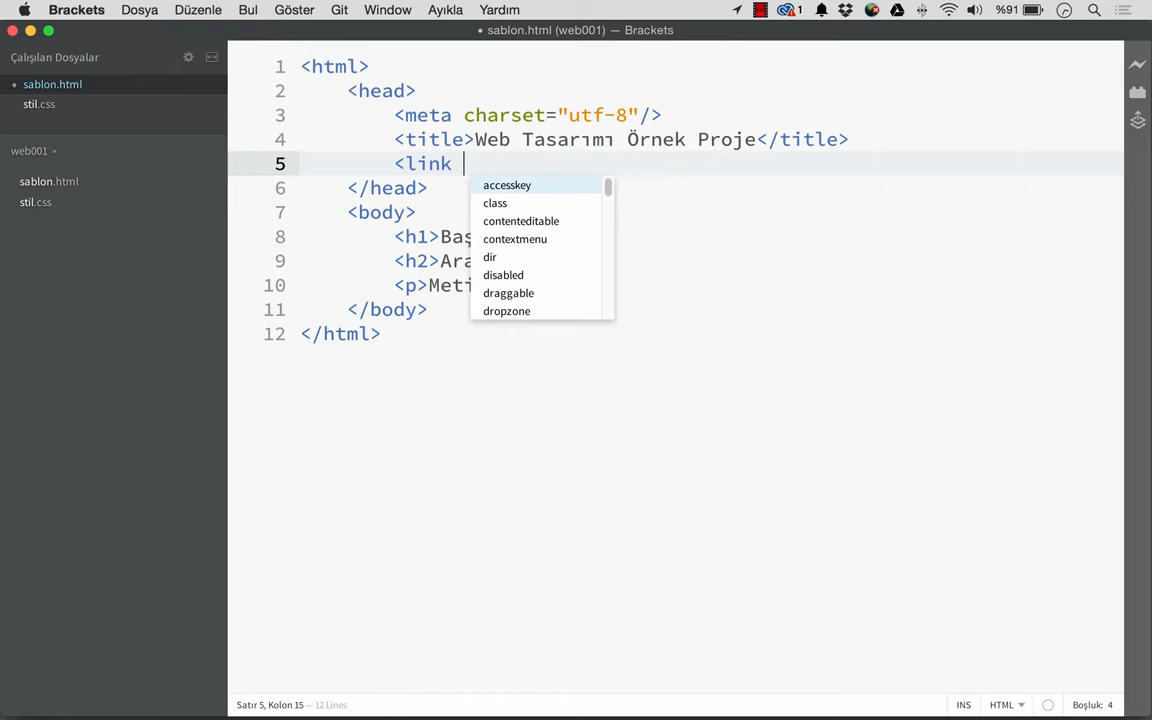 Brackets Dosya Düzenle Bul Göster Git Window Ayıkla Yardım 1 %91
• sablon.html (web001) — Brackets
Çalışılan Dosyalar
• sablon.html
stil.css
web001
sablon.html
stil.css
1 <html>
2 <head>
3 <meta charset="utf-8"/>
4 <title>Web Tasarımı Örnek Proje</title>
5 <link
6 </head>
7 <body>
8 <h1>Baş
9 <h2>Ara
10 <p>Meti
11 </body>
12 </html>
accesskey
class
contenteditable
contextmenu
dir
disabled
draggable
dropzone
Satır 5, Kolon 15 — 12 Lines INS HTML Boşluk: 4